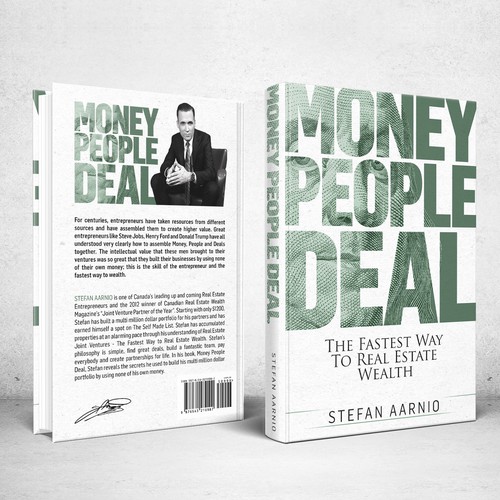 MONEY
PEOPLE
DEAL
For centuries, entrepreneurs have taken resources from different
sources and have assembled them to create higher value. Great
entrepreneurs like Steve Jobs, Henry Ford and Donald Trump have all
understood very clearly how to assemble Money, People and Deals
together. The intellectual value that these men brought to their
ventures was so great that they built their businesses by using none
of their own money; this is the skill of the entrepreneur and the
fastest way to wealth.
STEFAN AARNIO is one of Canada's leading up and coming Real Estate
Entrepreneurs and the 2012 winner of Canadian Real Estate Wealth
Magazine's "Joint Venture Partner of the Year". Starting with only $1200,
Stefan has built a multi million dollar portfolio for his partners and has
earned himself a spot on The Self Made List. Stefan has accumulated
properties at an alarming pace through his understanding of Real Estate
Joint Ventures - The Fastest Way to Real Estate Wealth. Stefan's
philosophy is simple, find great deals, build a fantastic team, pay
everybody and create partnerships for life. In his book, Money People
Deal, Stefan reveals the secrets he used to build his multi million dollar
portfolio by using none of his own money.
MONEY PEOPLE DEAL
STEFAN AARNIO
MONEY
PEOPLE
DEAL
THE FASTEST WAY
TO REAL ESTATE
WEALTH
STEFAN AARNIO